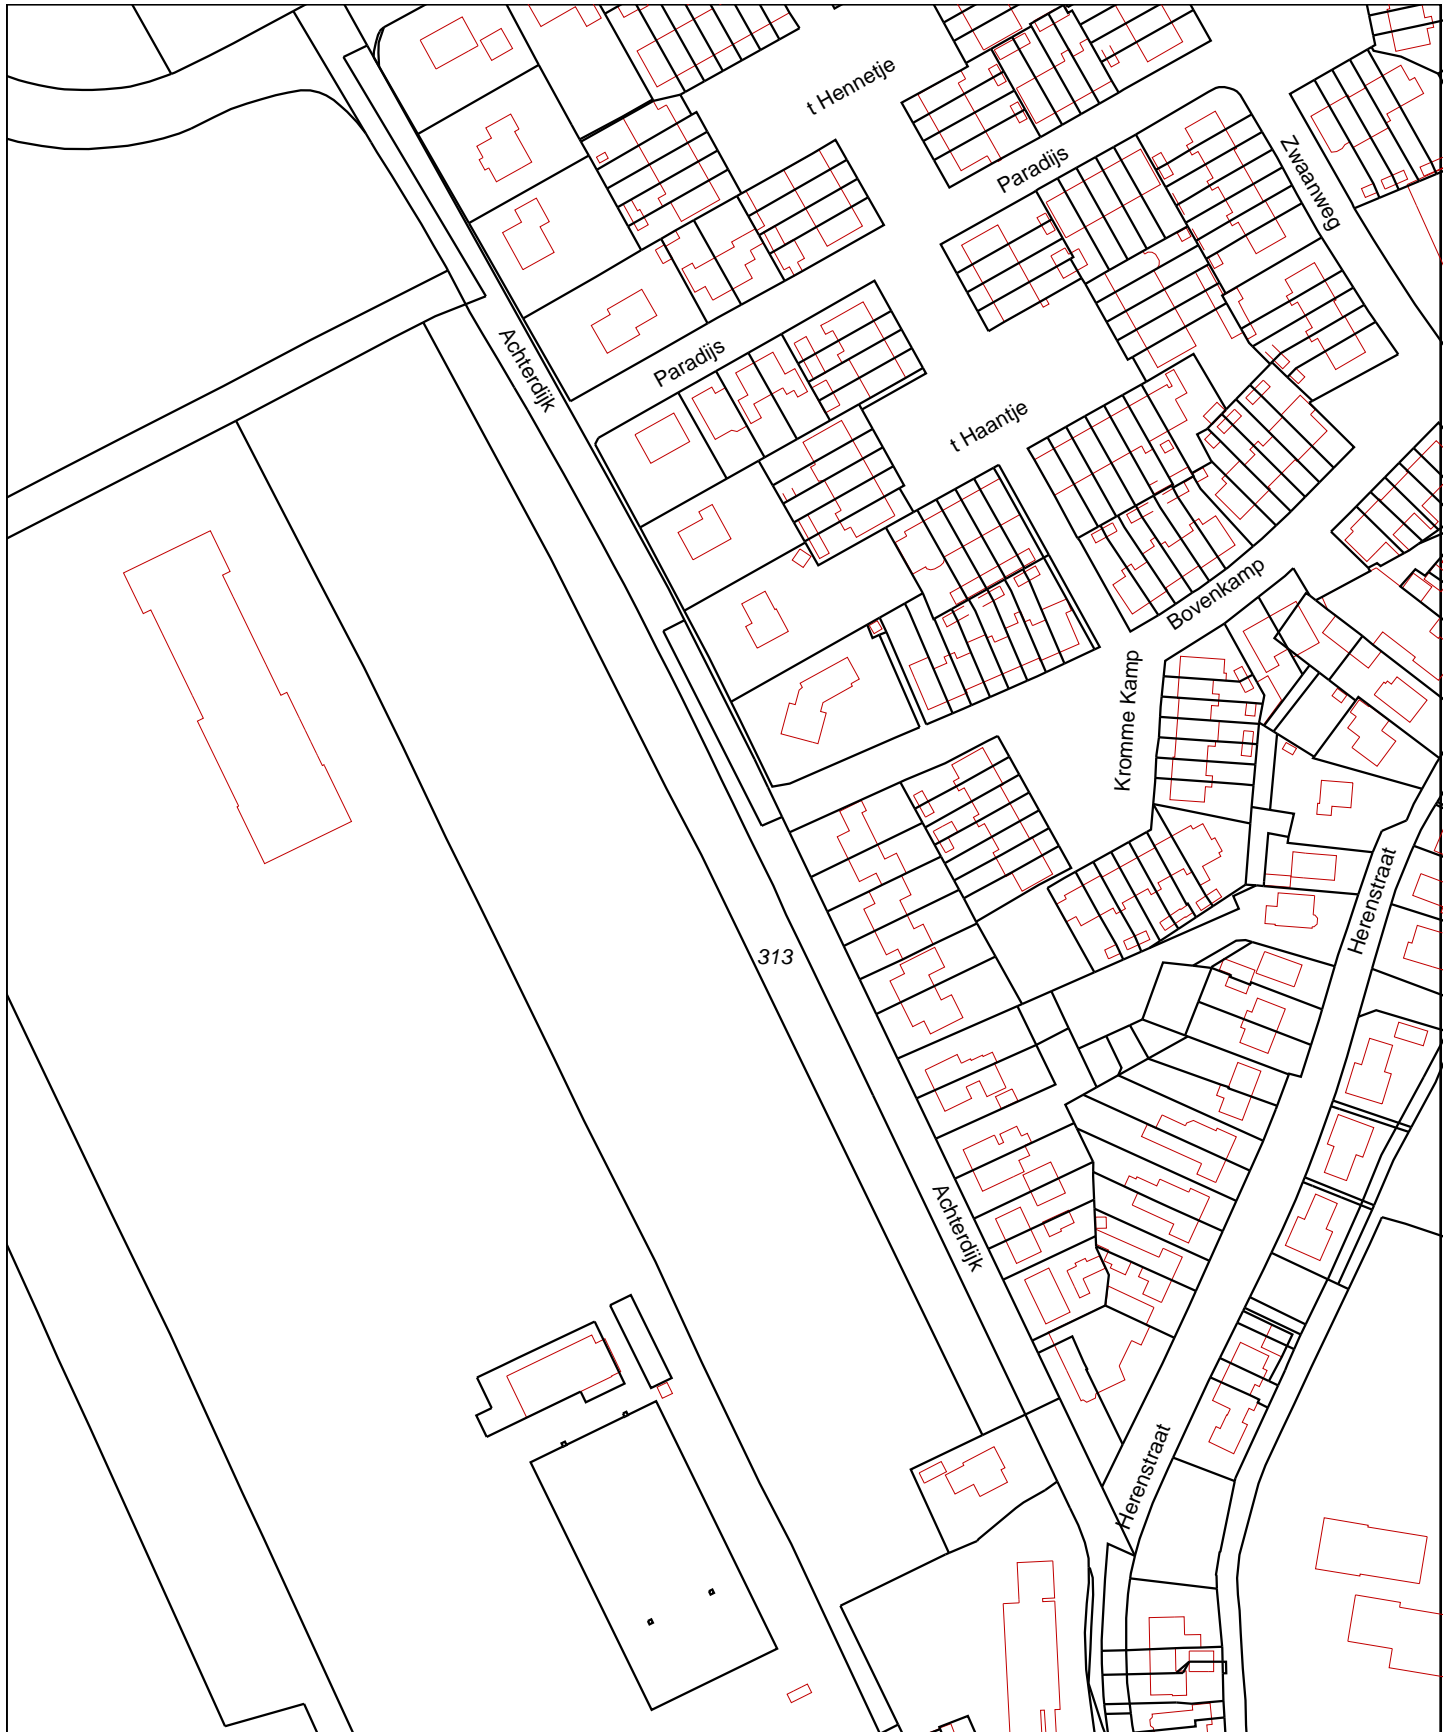 t Hennetje
Paradijs
Zwaanweg
Achterdijk
Paradijs
t Haantje
Bovenkamp
Kromme Kamp
Herenstraat
313
Achterdijk
Herenstraat